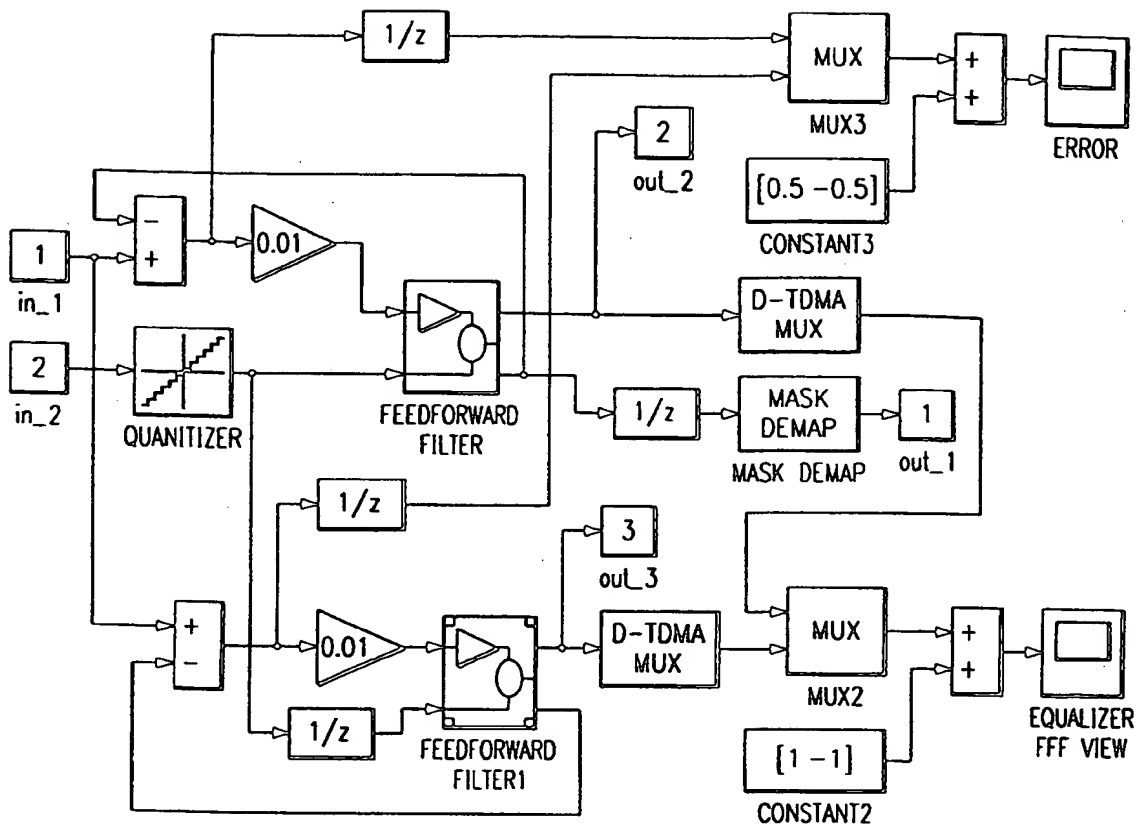 1/z
MUX
MUX3
+
+
ERROR
2
out_2
[0.5 -0.5]
CONSTANT3
-
+
0.01
1
in_1
2
in_2
QUANITIZER
FEEDFORWARD
FILTER
D-TDMA
MUX
1/z
MASK
DEMAP
MASK DEMAP
1
out_1
1/z
3
out_3
+
-
0.01
1/z
FEEDFORWARD
FILTER1
D-TDMA
MUX
MUX
MUX2
+
+
EQUALIZER
FFF VIEW
[1 -1]
CONSTANT2